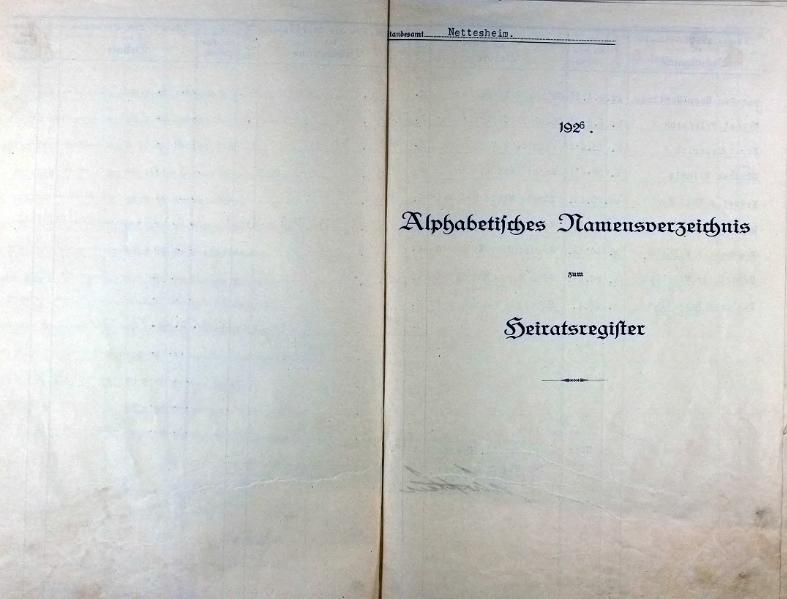 Standesamt Nettesheim.
1926.
Alphabetisches Namensverzeichnis
zum
Heiratsregister